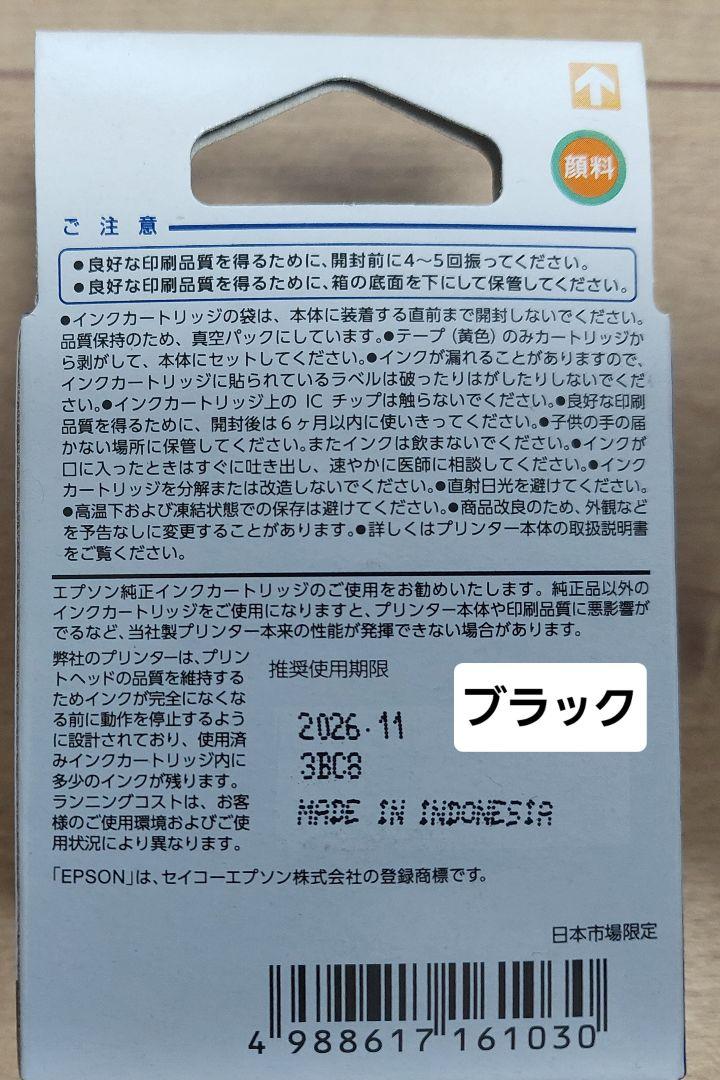 顔料
ご注意
●良好な印刷品質を得るために、開封前に4〜5回振ってください。
●良好な印刷品質を得るために、箱の底面を下にして保管してください。
●インクカートリッジの袋は、本体に装着する直前まで開封しないでください。
品質保持のため、真空パックにしています。●テープ（黄色）のみカートリッジか
ら剥がして、本体にセットしてください。●インクが漏れることがありますので、
インクカートリッジに貼られているラベルは破ったりはがしたりしないでくだ
さい。●インクカートリッジ上の IC チップは触らないでください。●良好な印刷
品質を得るために、開封後は6ヶ月以内に使いきってください。●子供の手の届
かない場所に保管してください。またインクは飲まないでください。●インクが
口に入ったときはすぐに吐き出し、速やかに医師に相談してください。●インク
カートリッジを分解または改造しないでください。●直射日光を避けてください。
●高温下および凍結状態での保存は避けてください。●商品改良のため、外観など
を予告なしに変更することがあります。●詳しくはプリンター本体の取扱説明書
をご覧ください。
エプソン純正インクカートリッジのご使用をお勧めいたします。純正品以外の
インクカートリッジをご使用になりますと、プリンター本体や印刷品質に悪影響が
でるなど、当社製プリンター本来の性能が発揮できない場合があります。
弊社のプリンターは、プリン
トヘッドの品質を維持する
ためインクが完全になくな
る前に動作を停止するよう
に設計されており、使用済
みインクカートリッジ内に
多少のインクが残ります。
ランニングコストは、お客
様のご使用環境およびご使
用状況により異なります。
推奨使用期限
ブラック
2026.11
3BC8
MADE IN INDONESIA
「EPSON」は、セイコーエプソン株式会社の登録商標です。
日本市場限定
4 988617 161030